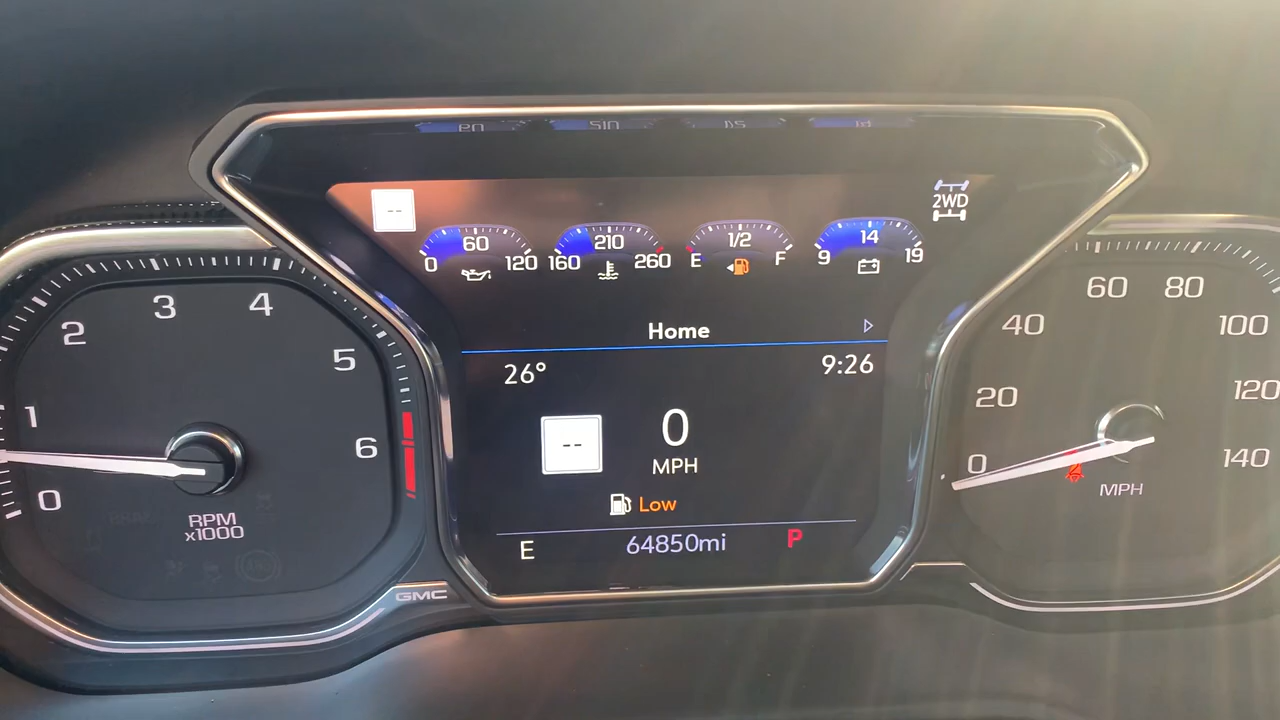 --
2WD
60
0 120
210
160 260
1/2
E F
14
9 19
Home
26° 9:26
--
0
MPH
Low
E 64850mi P
0
1
2
3
4
5
6
RPM
x1000
GMC
0
20
40
60
80
100
120
140
MPH